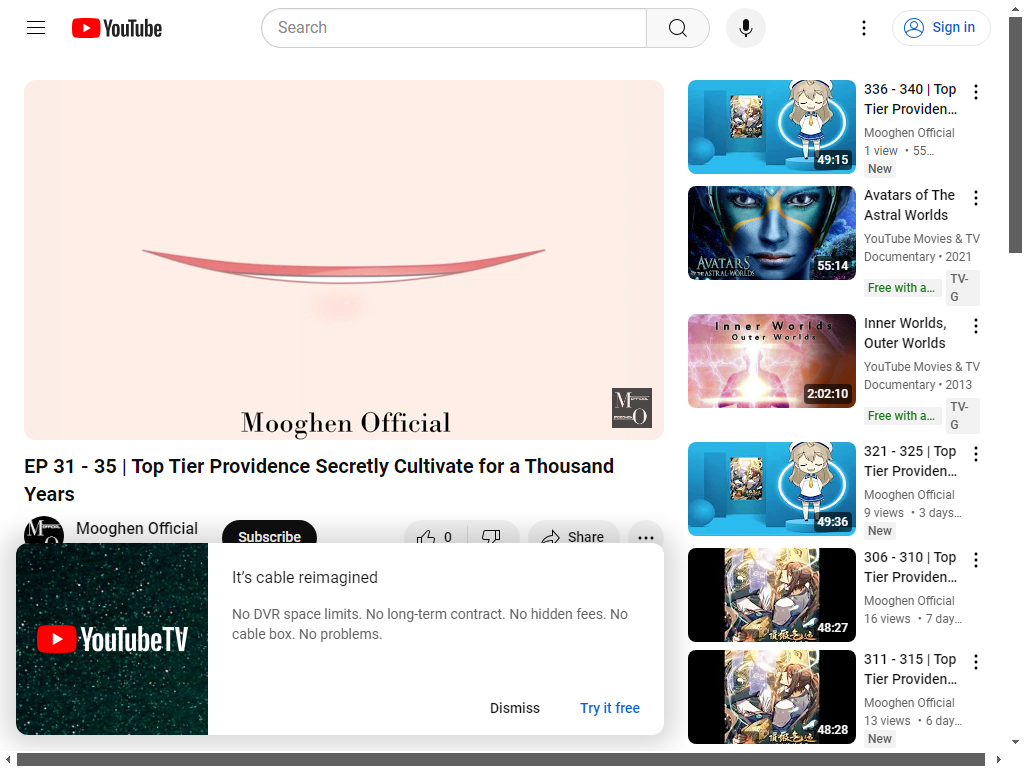 YouTube
Search
Sign in
Mooghen Official
EP 31 - 35 | Top Tier Providence Secretly Cultivate for a Thousand
Years
Mooghen Official
Subscribe
0
Share
YouTubeTV
It’s cable reimagined
No DVR space limits. No long-term contract. No hidden fees. No
cable box. No problems.
Dismiss
Try it free
49:15
336 - 340 | Top
Tier Providen...
Mooghen Official
1 view • 55...
New
AVATARS
OF THE ASTRAL WORLDS
55:14
Avatars of The
Astral Worlds
YouTube Movies & TV
Documentary • 2021
Free with a...
TV-
G
Inner Worlds
Outer Worlds
2:02:10
Inner Worlds,
Outer Worlds
YouTube Movies & TV
Documentary • 2013
Free with a...
TV-
G
49:36
321 - 325 | Top
Tier Providen...
Mooghen Official
9 views • 3 days...
New
48:27
306 - 310 | Top
Tier Providen...
Mooghen Official
16 views • 7 day...
48:28
311 - 315 | Top
Tier Providen...
Mooghen Official
13 views • 6 day...
New